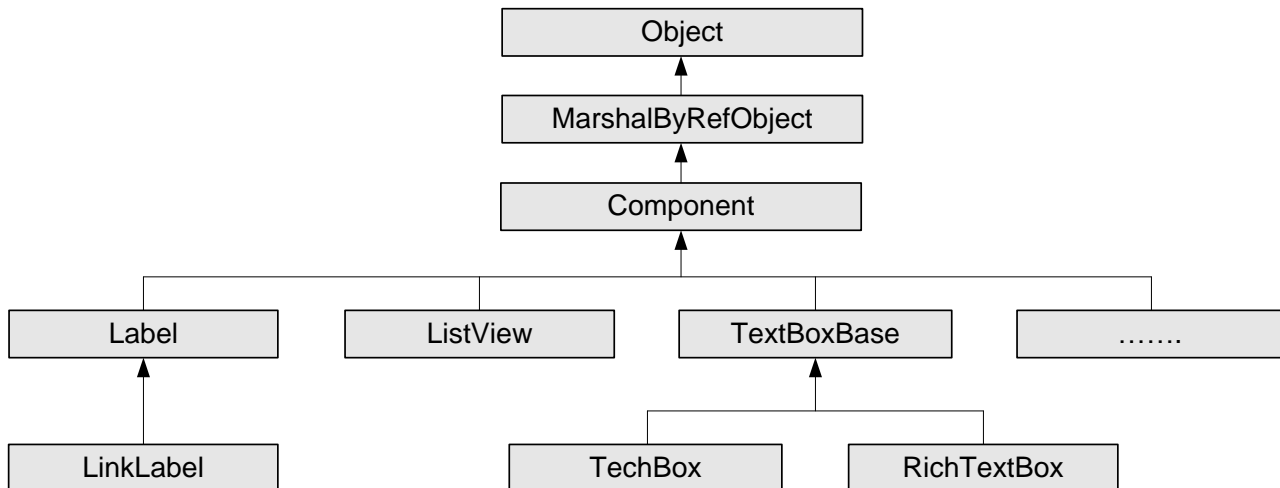 Object
MarshalByRefObject
Component
Label
ListView
TextBoxBase
.......
LinkLabel
TechBox
RichTextBox